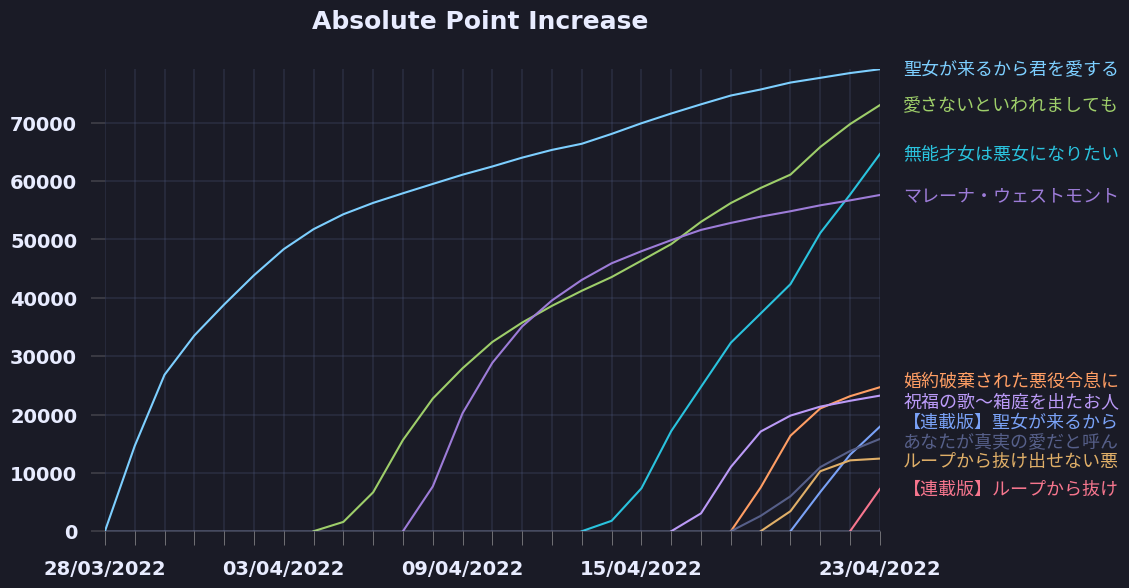 Absolute Point Increase
聖女が来るから君を愛する
愛さないといわれましても
70000
無能才女は悪女になりたい
60000
マレーナ・ウェストモント
50000
40000
30000
婚約破棄された悪役令息に
祝福の歌～箱庭を出たお人
20000
【連載版】聖女が来るから
あなたが真実の愛だと呼ん
ループから抜け出せない悪
10000
【連載版】ループから抜け
0
28/03/2022
03/04/2022
09/04/2022
15/04/2022
23/04/2022